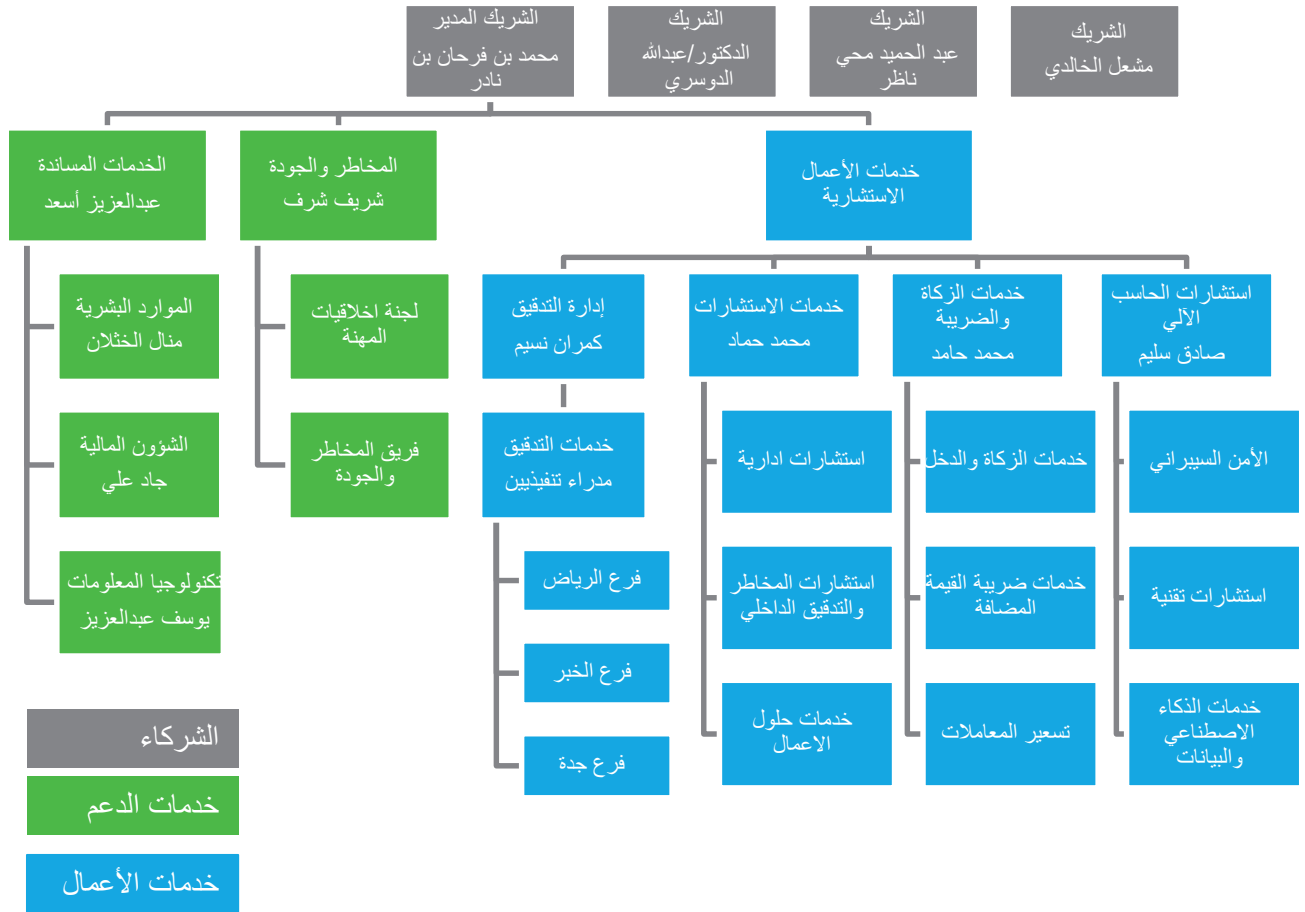 الشريك
مشعل الخالدي
الشريك
عبد الحميد محي
ناظر
الشريك
الدكتور/عبدالله
الدوسري
الشريك المدير
محمد بن فرحان بن
نادر
خدمات الأعمال
الاستشارية
المخاطر والجودة
شريف شرف
الخدمات المساندة
عبدالعزيز أسعد
استشارات الحاسب
الآلي
صادق سليم
خدمات الزكاة
والضريبة
محمد حامد
خدمات الاستشارات
محمد حماد
إدارة التدقيق
كمران نسيم
لجنة اخلاقيات
المهنة
الموارد البشرية
منال الخثلان
الأمن السيبراني
خدمات الزكاة والدخل
استشارات ادارية
خدمات التدقيق
مدراء تنفيذيين
فريق المخاطر
والجودة
الشؤون المالية
جاد علي
استشارات تقنية
خدمات ضريبة القيمة
المضافة
استشارات المخاطر
والتدقيق الداخلي
فرع الرياض
تكنولوجيا المعلومات
يوسف عبدالعزيز
فرع الخبر
خدمات الذكاء
الاصطناعي
والبيانات
تسعير المعاملات
خدمات حلول
الاعمال
فرع جدة
الشركاء
خدمات الدعم
خدمات الأعمال